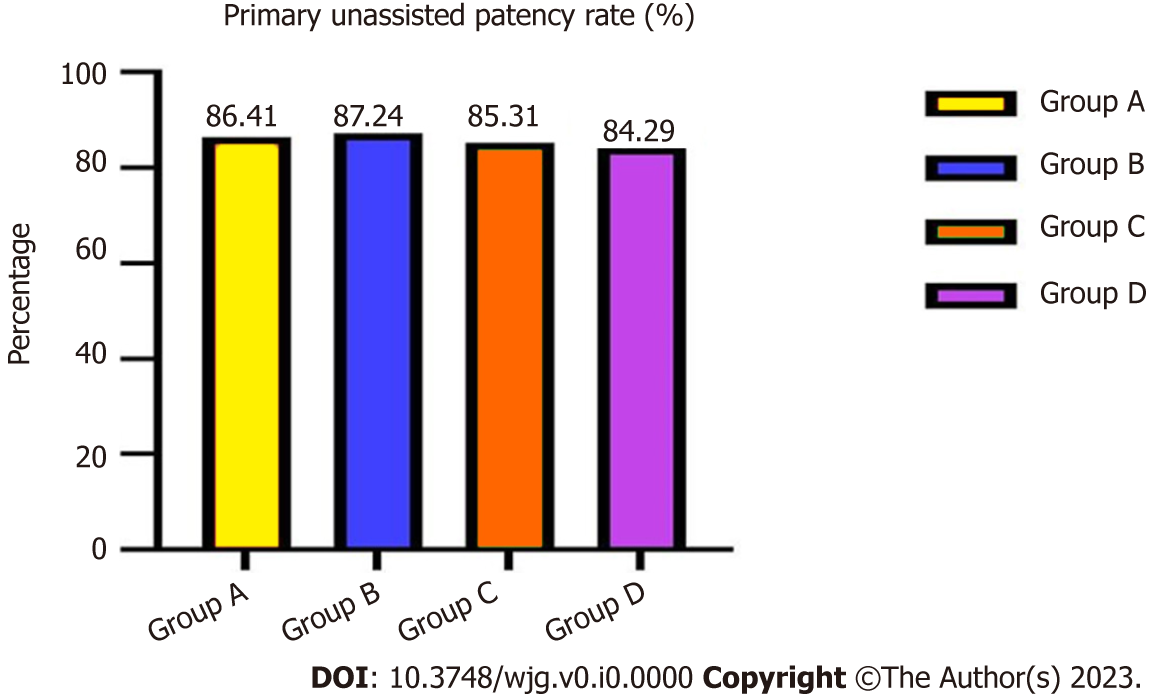 Primary unassisted patency rate (%)
100
80
60
40
20
0
Percentage
86.41
87.24
85.31
84.29
Group A
Group B
Group C
Group D
Group A
Group B
Group C
Group D
DOI: 10.3748/wjg.v0.i0.0000 Copyright ©The Author(s) 2023.